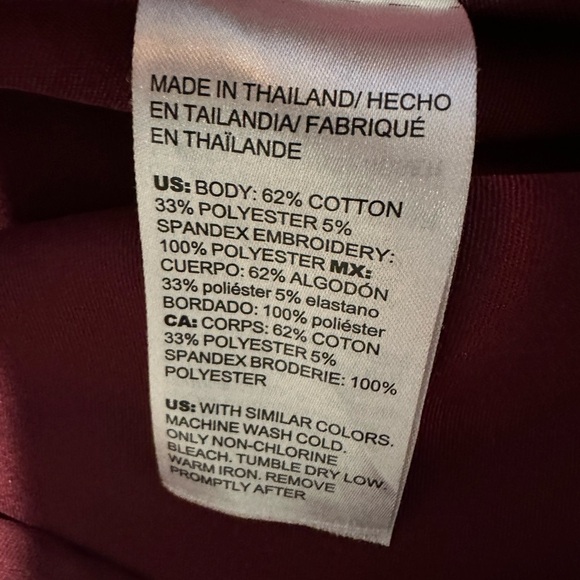 MADE IN THAILAND/ HECHO
EN TAILANDIA/ FABRIQUÉ
EN THAÏLANDE
US: BODY: 62% COTTON
33% POLYESTER 5%
SPANDEX EMBROIDERY:
100% POLYESTER MX:
CUERPO: 62% ALGODÓN
33% poliéster 5% elastano
BORDADO: 100% poliéster
CA: CORPS: 62% COTON
33% POLYESTER 5%
SPANDEX BRODERIE: 100%
POLYESTER
US: WITH SIMILAR COLORS.
MACHINE WASH COLD.
ONLY NON-CHLORINE
BLEACH. TUMBLE DRY LOW.
WARM IRON. REMOVE
PROMPTLY AFTER